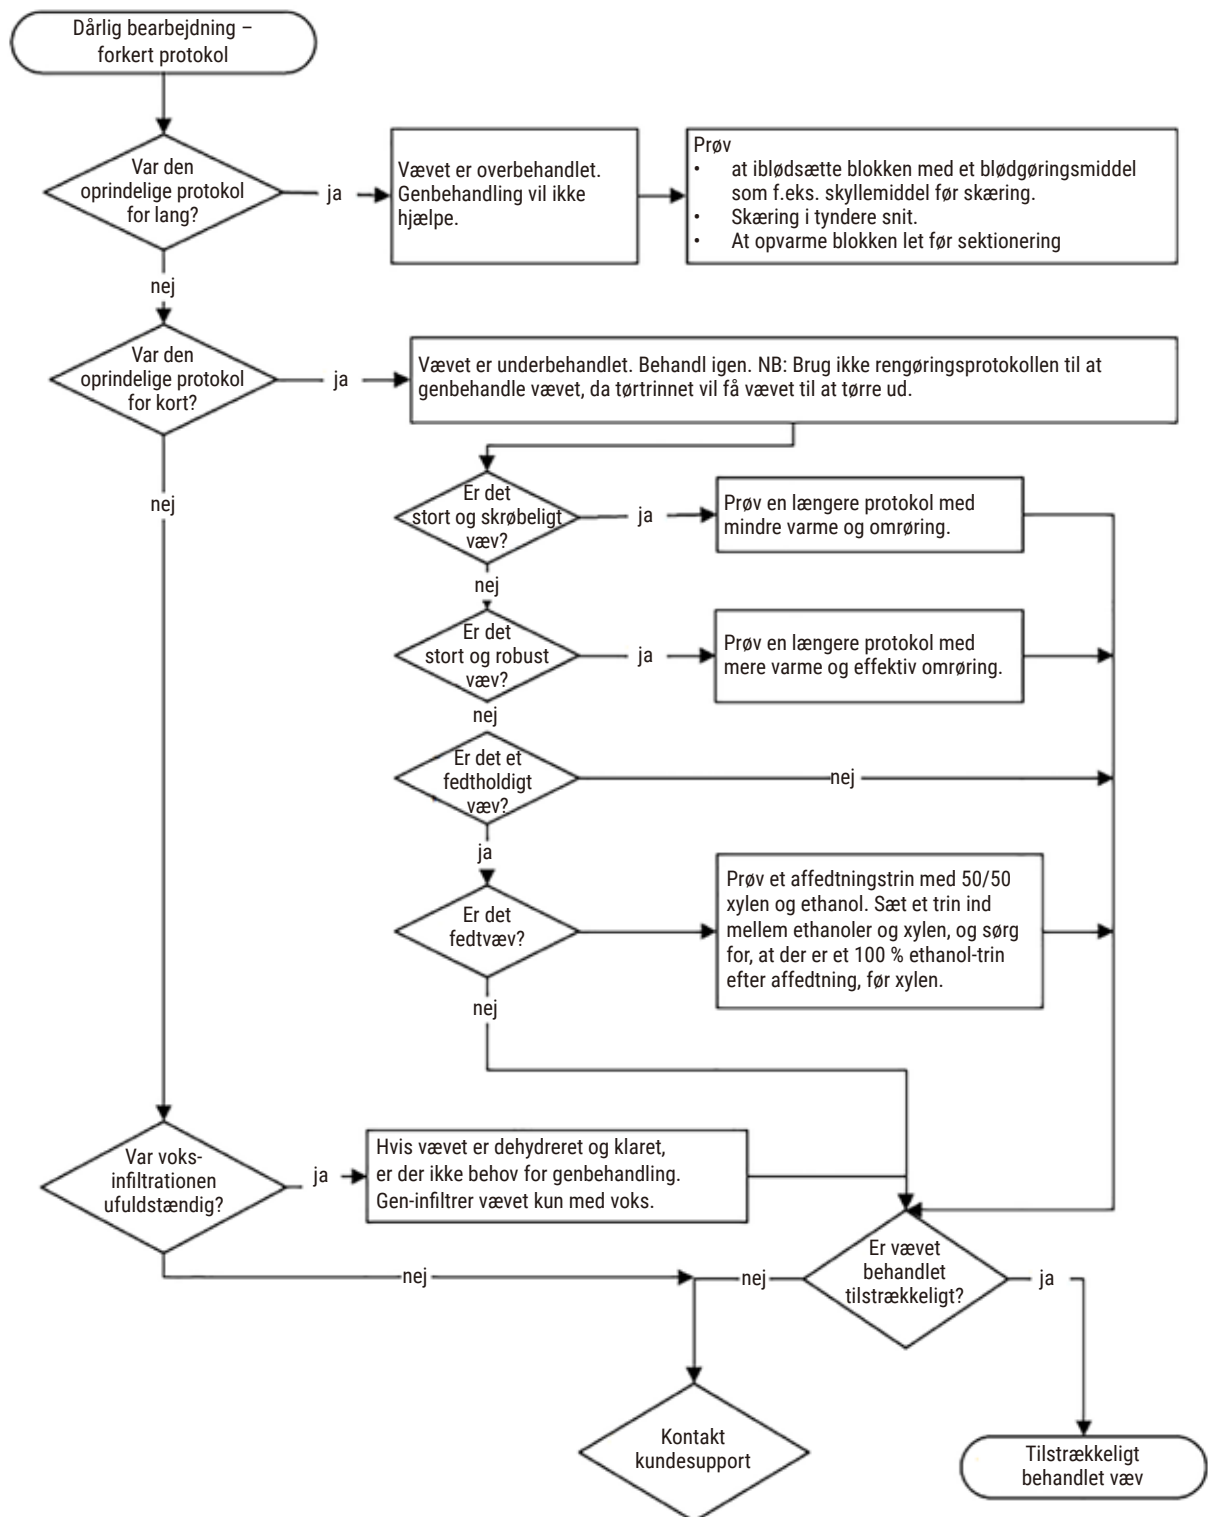 Dårlig bearbejdning –
forkert protokol
Var den
oprindelige protokol
for lang?
ja
Vævet er overbehandlet.
Genbehandling vil ikke
hjælpe.
Prøv
• at iblødsætte blokken med et blødgøringsmiddel
som f.eks. skyllemiddel før skæring.
• Skæring i tyndere snit.
• At opvarme blokken let før sektionering
nej
Var den
oprindelige protokol
for kort?
ja
Vævet er underbehandlet. Behandl igen. NB: Brug ikke rengøringsprotokollen til at
genbehandle vævet, da tørtrinnet vil få vævet til at tørre ud.
nej
Er det
stort og skrøbeligt
væv?
ja
Prøv en længere protokol med
mindre varme og omrøring.
nej
Er det
stort og robust
væv?
ja
Prøv en længere protokol med
mere varme og effektiv omrøring.
nej
Er det et
fedtholdigt
væv?
nej
ja
Er det
fedtvæv?
Prøv et affedtningstrin med 50/50
xylen og ethanol. Sæt et trin ind
mellem ethanoler og xylen, og sørg
for, at der er et 100 % ethanol-trin
efter affedtning, før xylen.
nej
Var voks-
infiltrationen
ufuldstændig?
ja
Hvis vævet er dehydreret og klaret,
er der ikke behov for genbehandling.
Gen-infiltrer vævet kun med voks.
nej
Er vævet
behandlet
tilstrækkeligt?
nej
ja
Kontakt
kundesupport
Tilstrækkeligt
behandlet væv